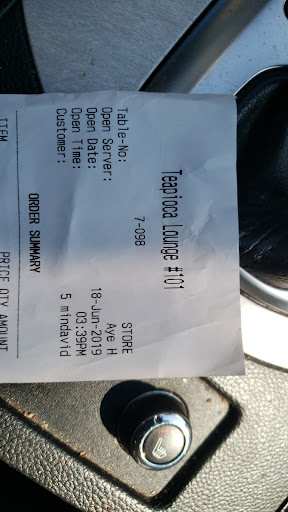 Teapioca Lounge #101
7-098
Table-No: STORE
Open Server: Aye H
Open Date: 18-Jun-2019
Open Time: 03:39PM
Customer: 5 mindavid
ORDER SUMMARY
ITEM PRICE QTY AMOUNT